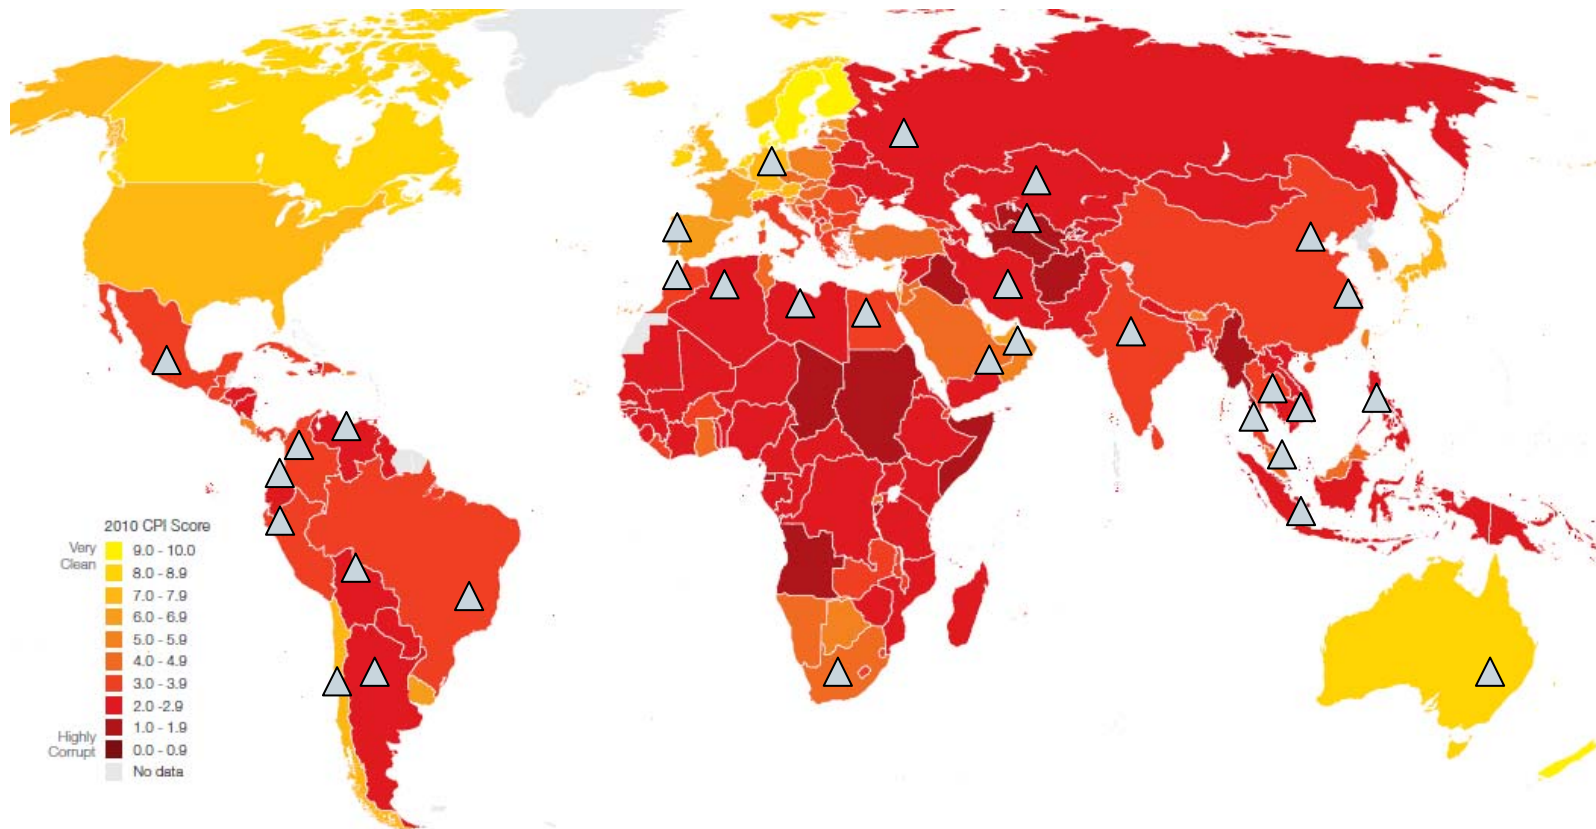 2010 CPI Score
Very
Clean
9.0 - 10.0
8.0 - 8.9
7.0 - 7.9
6.0 - 6.9
5.0 - 5.9
4.0 - 4.9
3.0 - 3.9
2.0 -2.9
1.0 - 1.9
Highly
Corrupt
0.0 - 0.9
No data